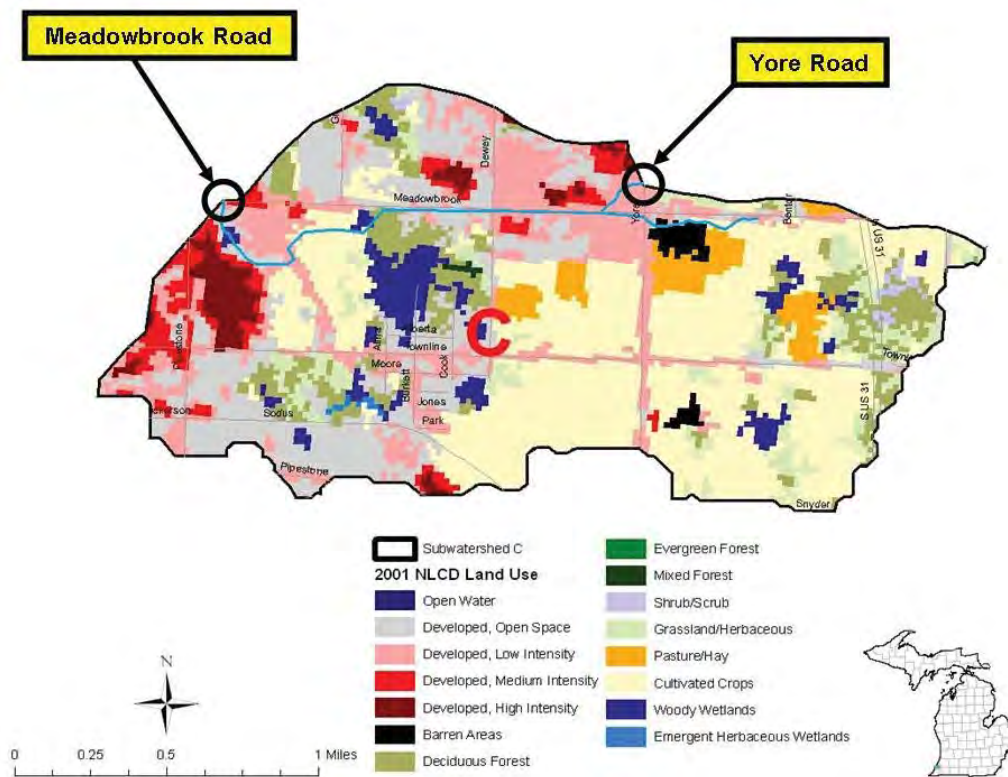 Meadowbrook Road
Yore Road
Dewey
Meadowbrook
Yore
Benton
US 31
Alberta
Townline
Anna
Moore
Cook
Burkett
Jones
Park
Pipestone
Sodus
Pipestone
C
S US 31
Snyder
Subwatershed C
2001 NLCD Land Use
Open Water
Developed, Open Space
Developed, Low Intensity
Developed, Medium Intensity
Developed, High Intensity
Barren Areas
Deciduous Forest
Evergreen Forest
Mixed Forest
Shrub/Scrub
Grassland/Herbaceous
Pasture/Hay
Cultivated Crops
Woody Wetlands
Emergent Herbaceous Wetlands
N
0 0.25 0.5 1 Miles